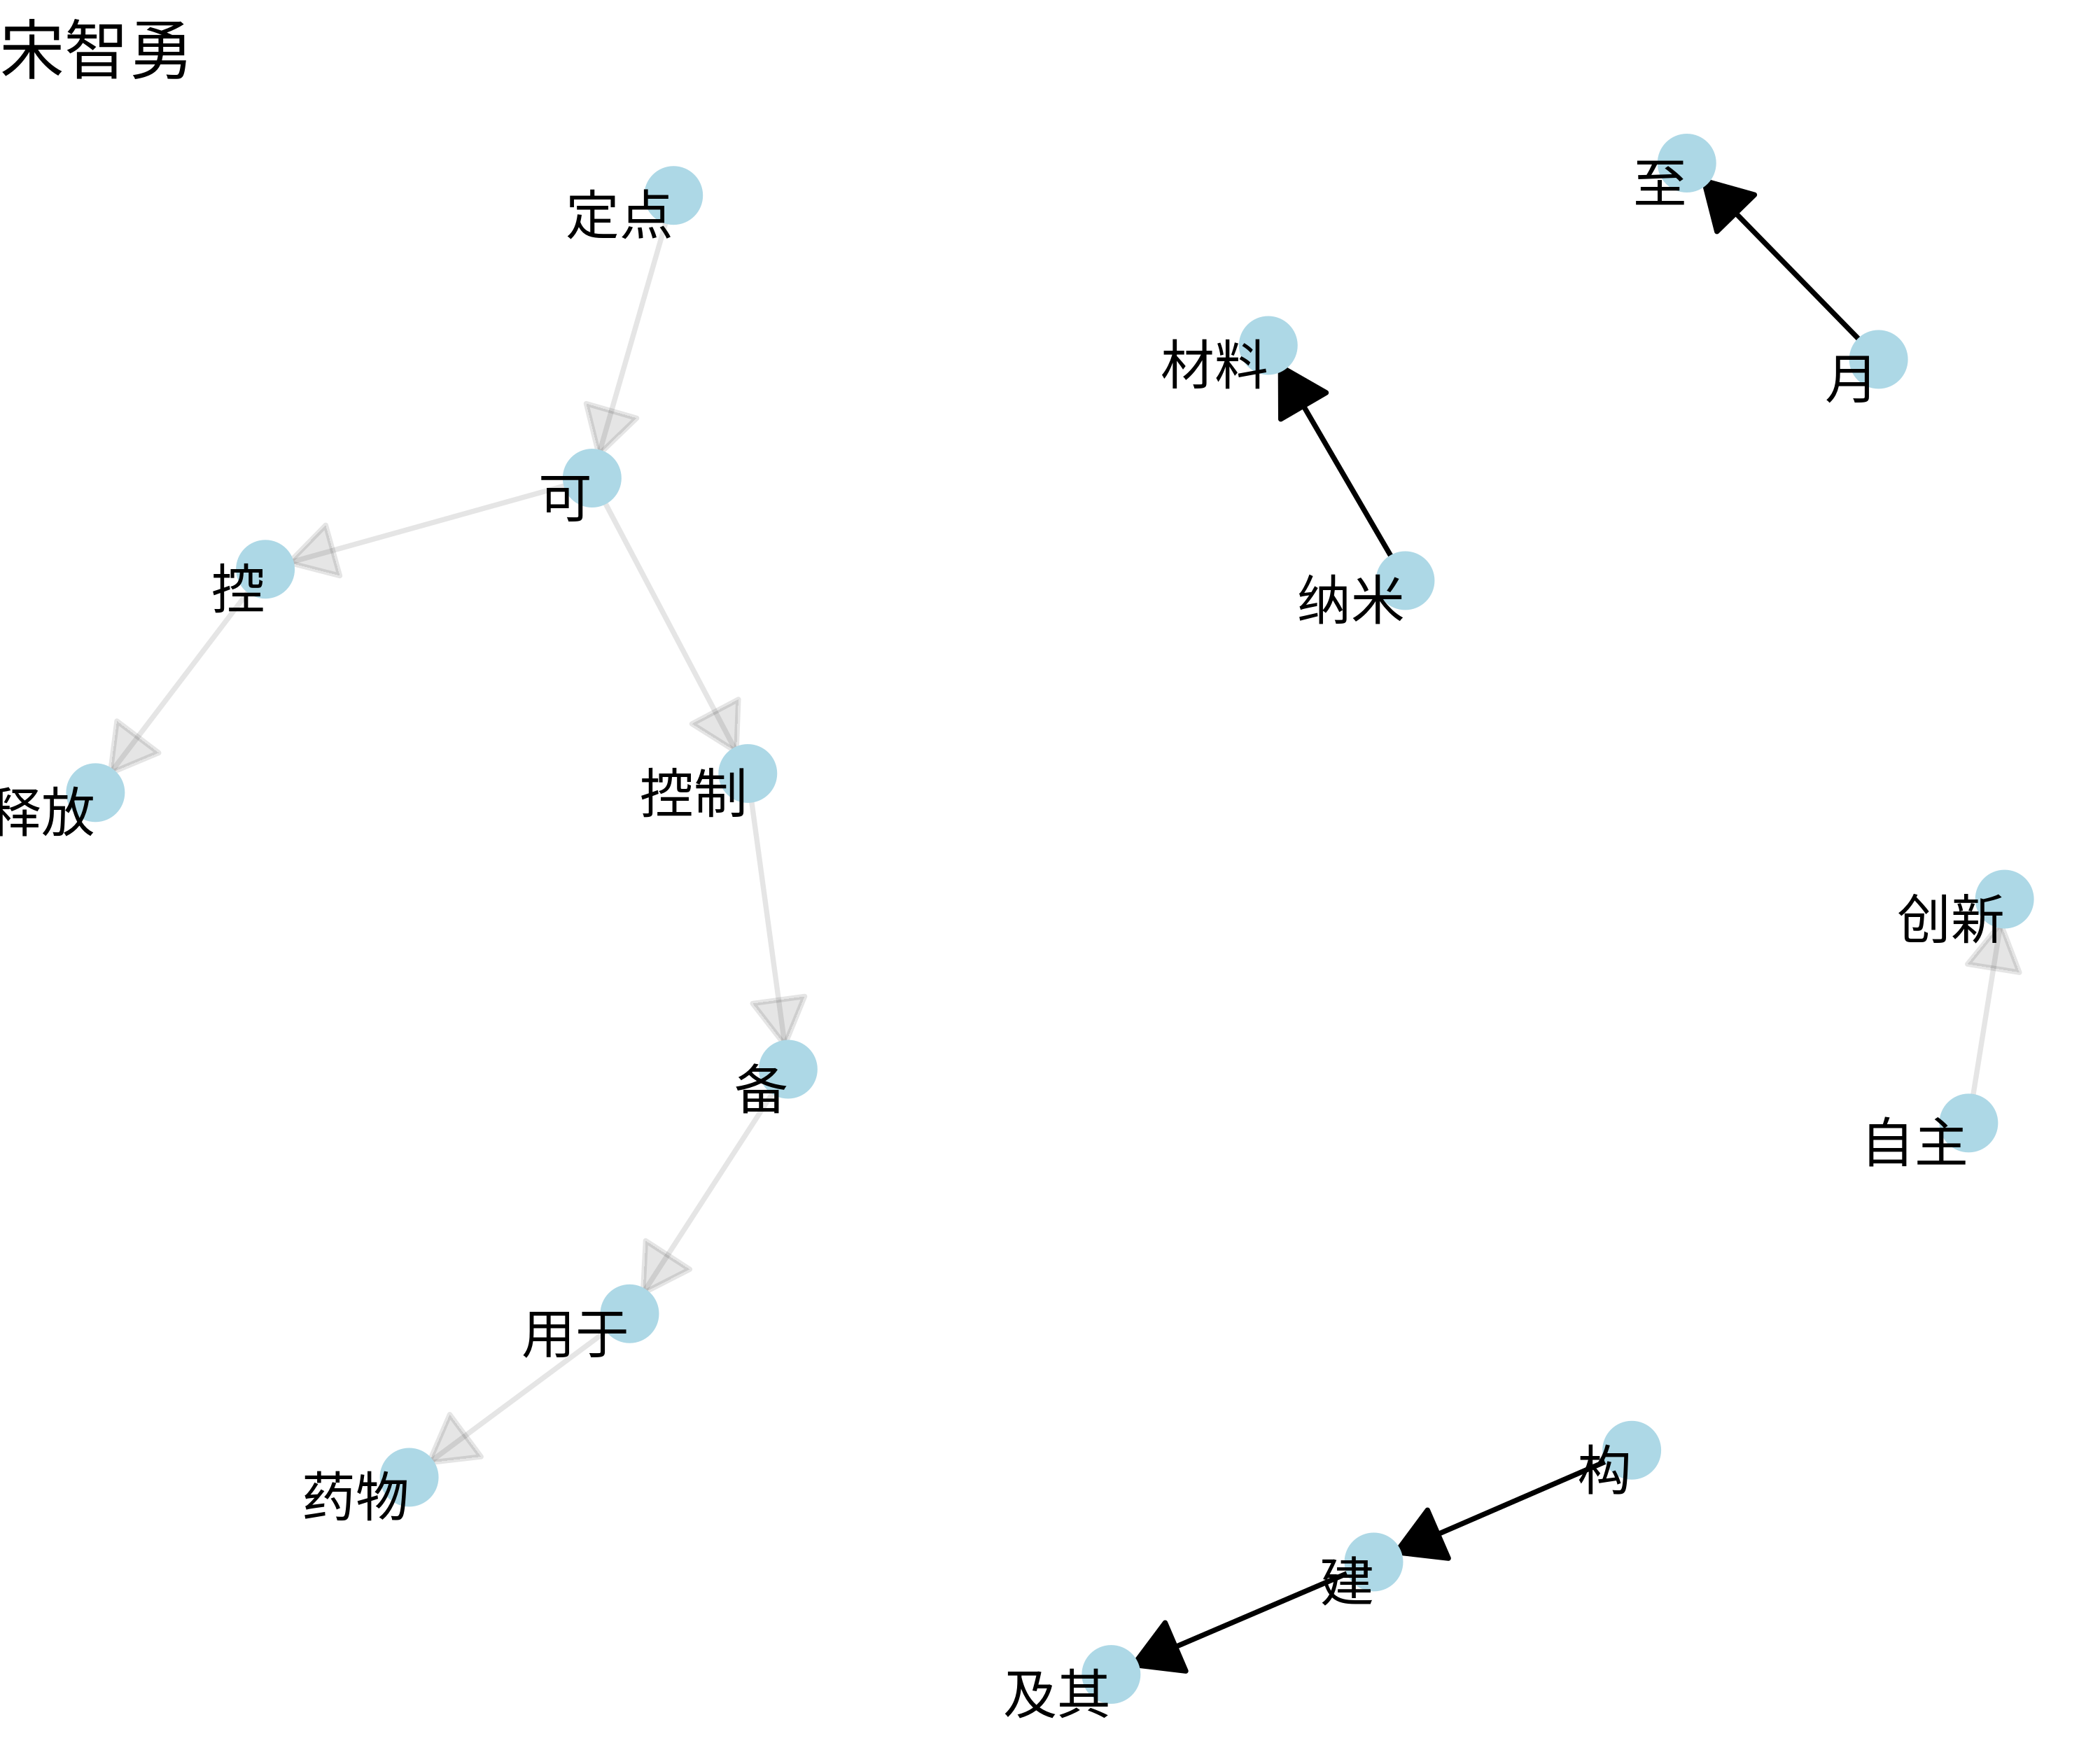 宋智勇
至
定点
材料
月
可
控
纳米
控制
释放
创新
备
自主
用于
构
药物
建
及其